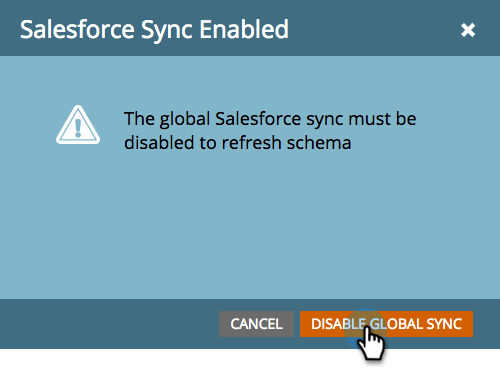 Salesforce Sync Enabled
The global Salesforce sync must be
disabled to refresh schema
CANCEL
DISABLE GLOBAL SYNC